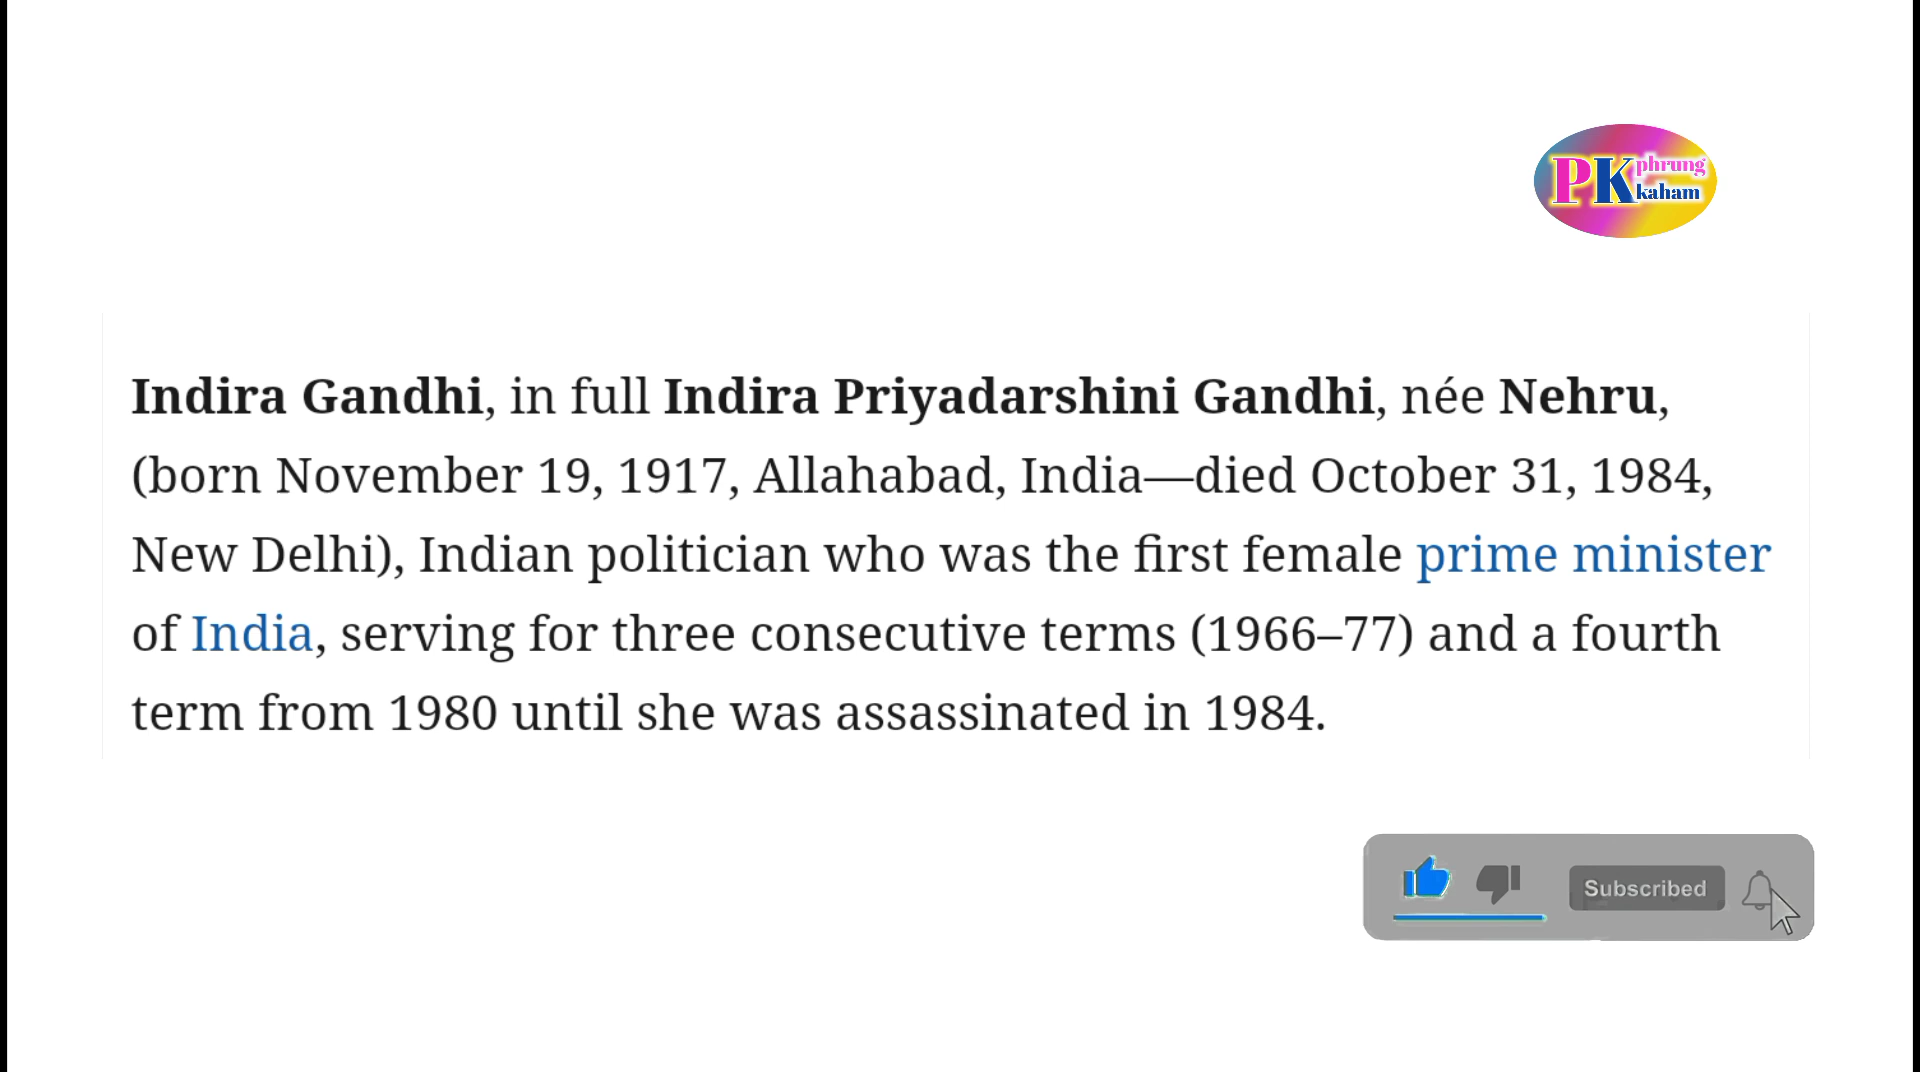 PK phrung
kaham
Indira Gandhi, in full Indira Priyadarshini Gandhi, née Nehru,
(born November 19, 1917, Allahabad, India—died October 31, 1984,
New Delhi), Indian politician who was the first female prime minister
of India, serving for three consecutive terms (1966–77) and a fourth
term from 1980 until she was assassinated in 1984.
Subscribed